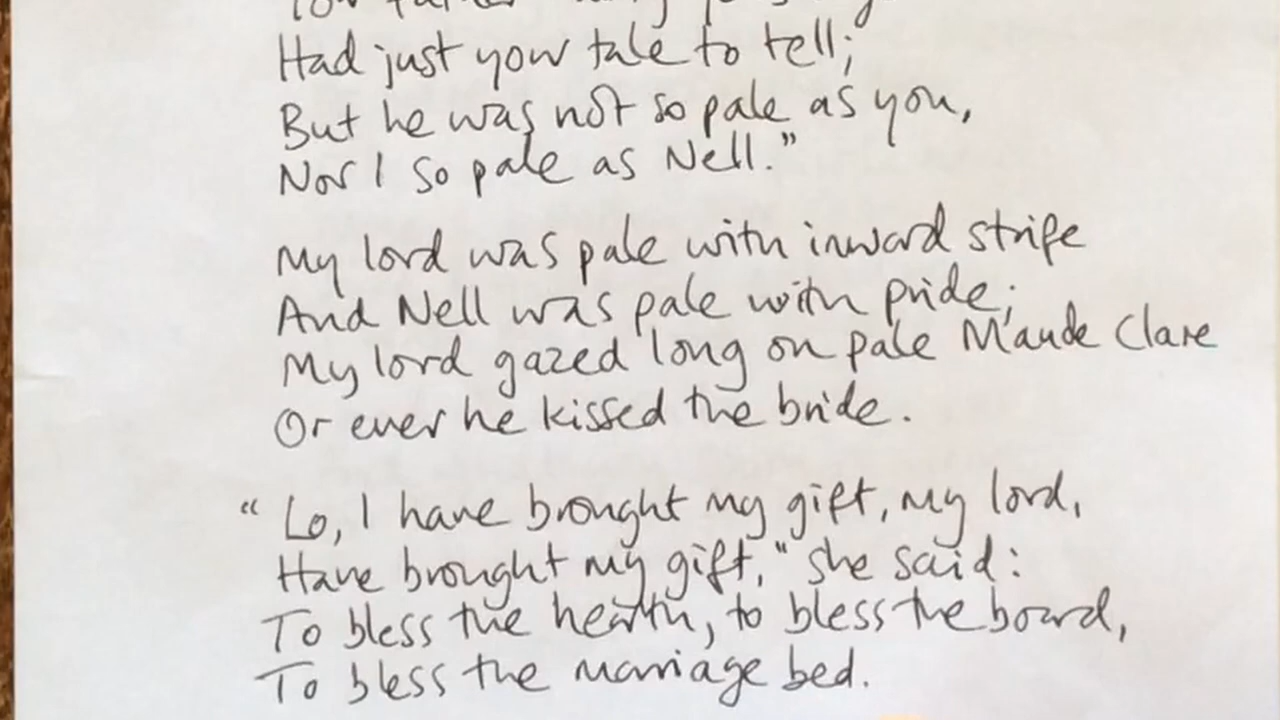 Had just your tale to tell;
But he was not so pale as you,
Nor I so pale as Nell."
My lord was pale with inward strife
And Nell was pale with pride;
My lord gazed long on pale Maude Clare
Or ever he kissed the bride.
"Lo, I have brought my gift, my lord,
Have brought my gift," she said:
To bless the hearth, to bless the board,
To bless the marriage bed.